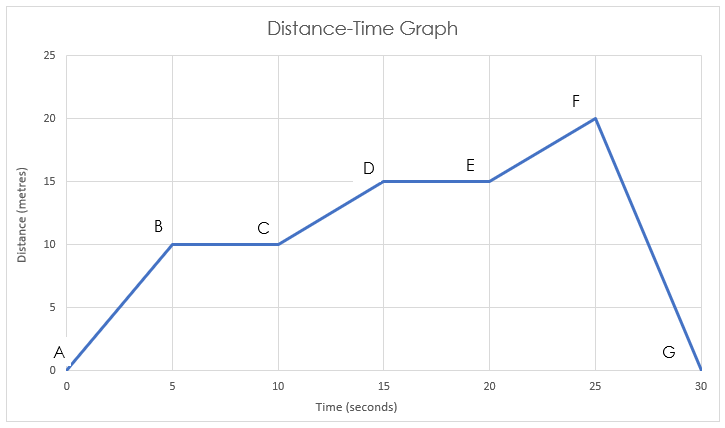 Distance-Time Graph
25
20
15
10
5
0
Distance (metres)
A
B
C
D
E
F
G
0 5 10 15 20 25 30
Time (seconds)